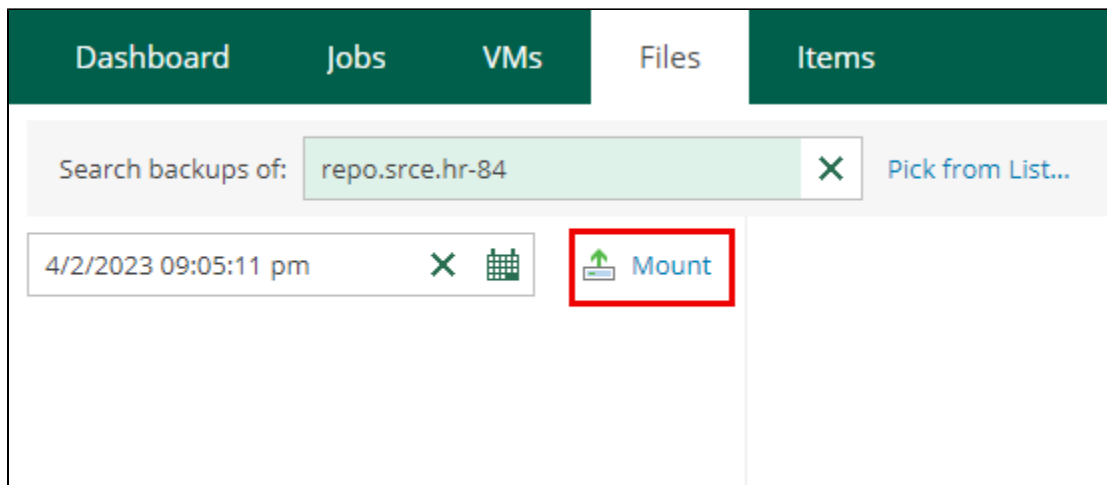 Dashboard Jobs VMs Files Items
Search backups of: repo.srce.hr-84 Pick from List...
4/2/2023 09:05:11 pm Mount